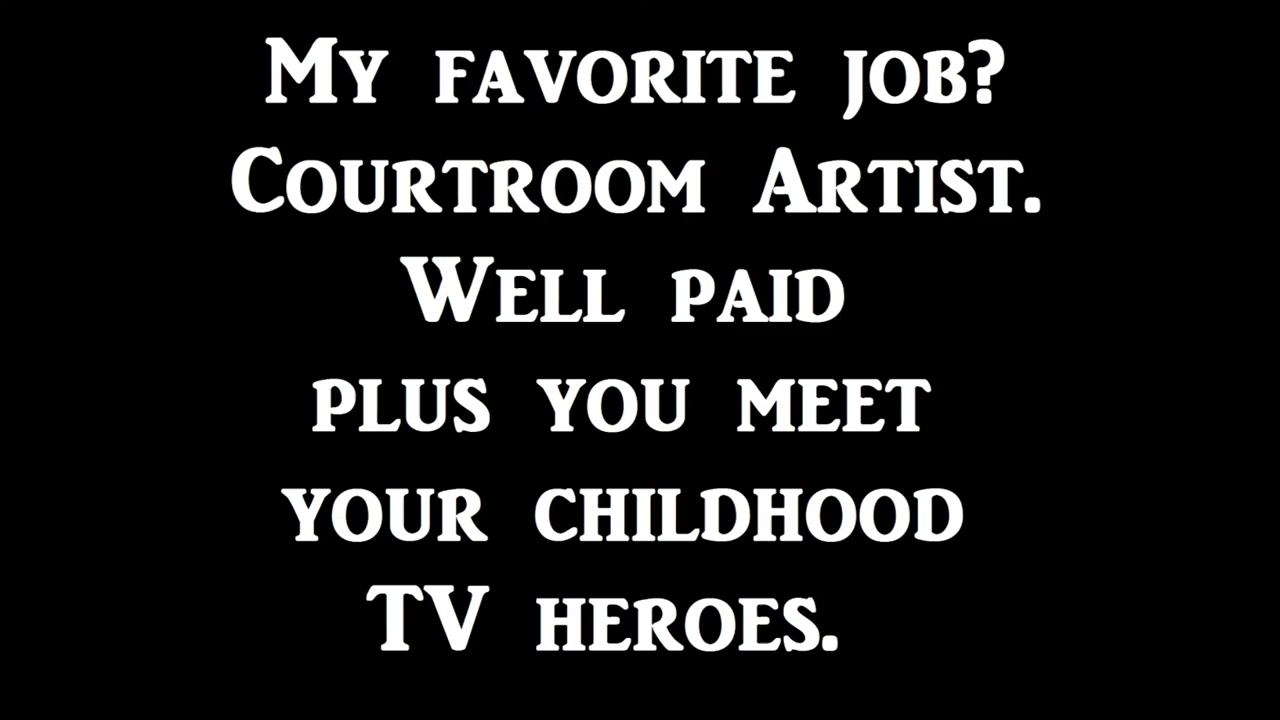 My favorite job?
Courtroom Artist.
Well paid
plus you meet
your childhood
TV heroes.